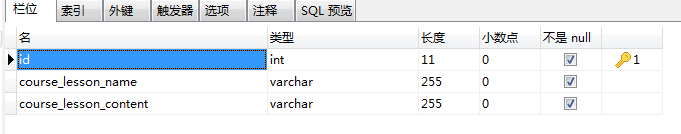 栏位 索引 外键 触发器 选项 注释 SQL 预览
名 类型 长度 小数点 不是 null
id int 11 0 1
course_lesson_name varchar 255 0
course_lesson_content varchar 255 0